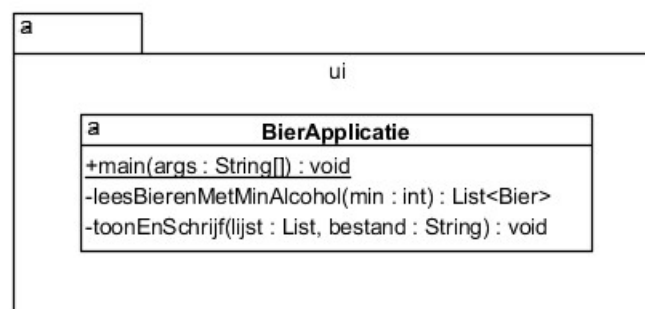 a
ui
a
BierApplicatie
+main(args : String[]) : void
-leesBierenMetMinAlcohol(min : int) : List<Bier>
-toonEnSchrijf(lijst : List, bestand : String) : void